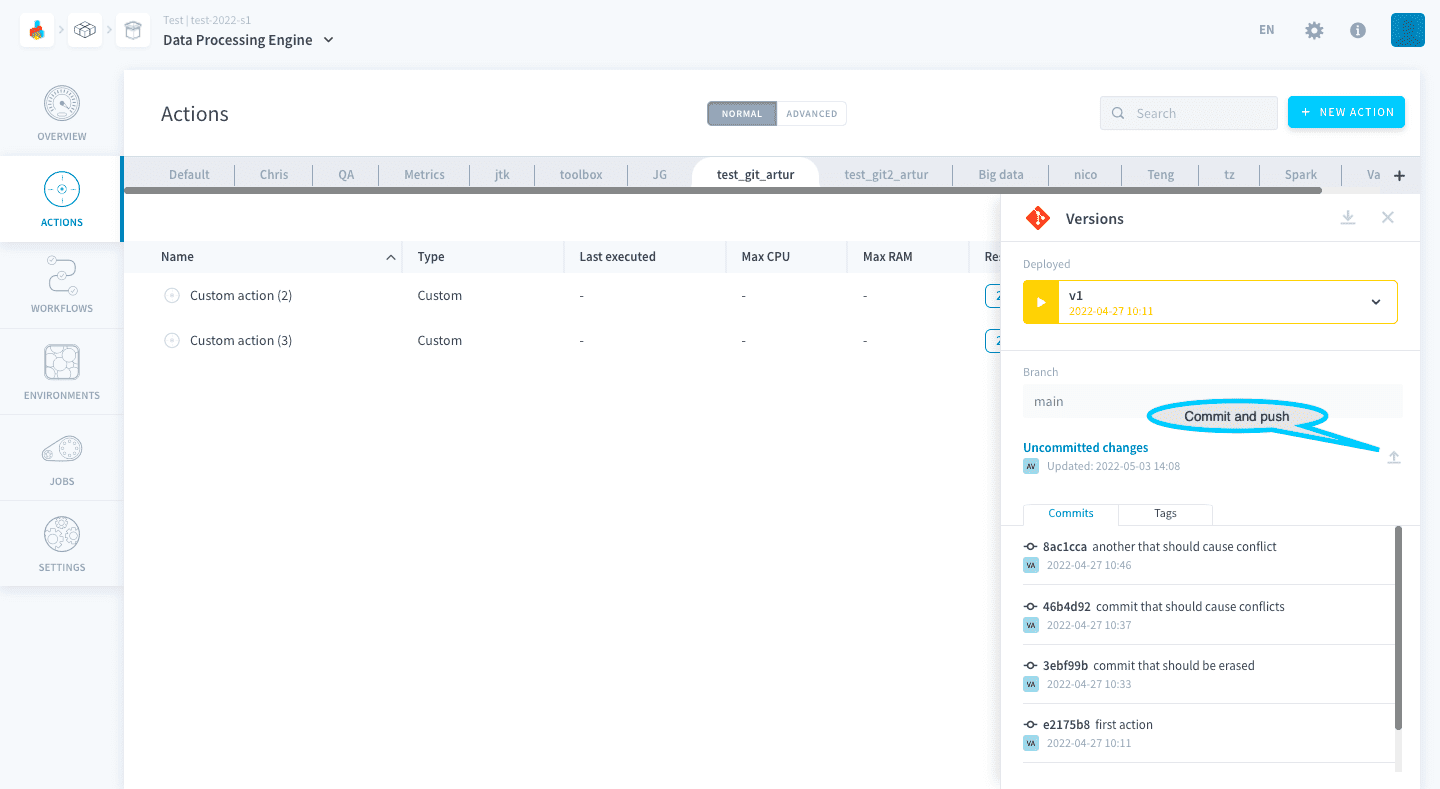 Test | test-2022-s1
Data Processing Engine
EN
OVERVIEW
ACTIONS
WORKFLOWS
ENVIRONMENTS
JOBS
SETTINGS
Actions
NORMAL ADVANCED
Search
+ NEW ACTION
Default Chris QA Metrics jtk toolbox JG test_git_artur test_git2_artur Big data nico Teng tz Spark Va +
Name Type Last executed Max CPU Max RAM Res
Custom action (2) Custom - - - 2
Custom action (3) Custom - - - 2
Versions
Deployed
v1
2022-04-27 10:11
Branch
main
Commit and push
Uncommitted changes
AV Updated: 2022-05-03 14:08
Commits Tags
8ac1cca another that should cause conflict
VA 2022-04-27 10:46
46b4d92 commit that should cause conflicts
VA 2022-04-27 10:37
3ebf99b commit that should be erased
VA 2022-04-27 10:33
e2175b8 first action
VA 2022-04-27 10:11